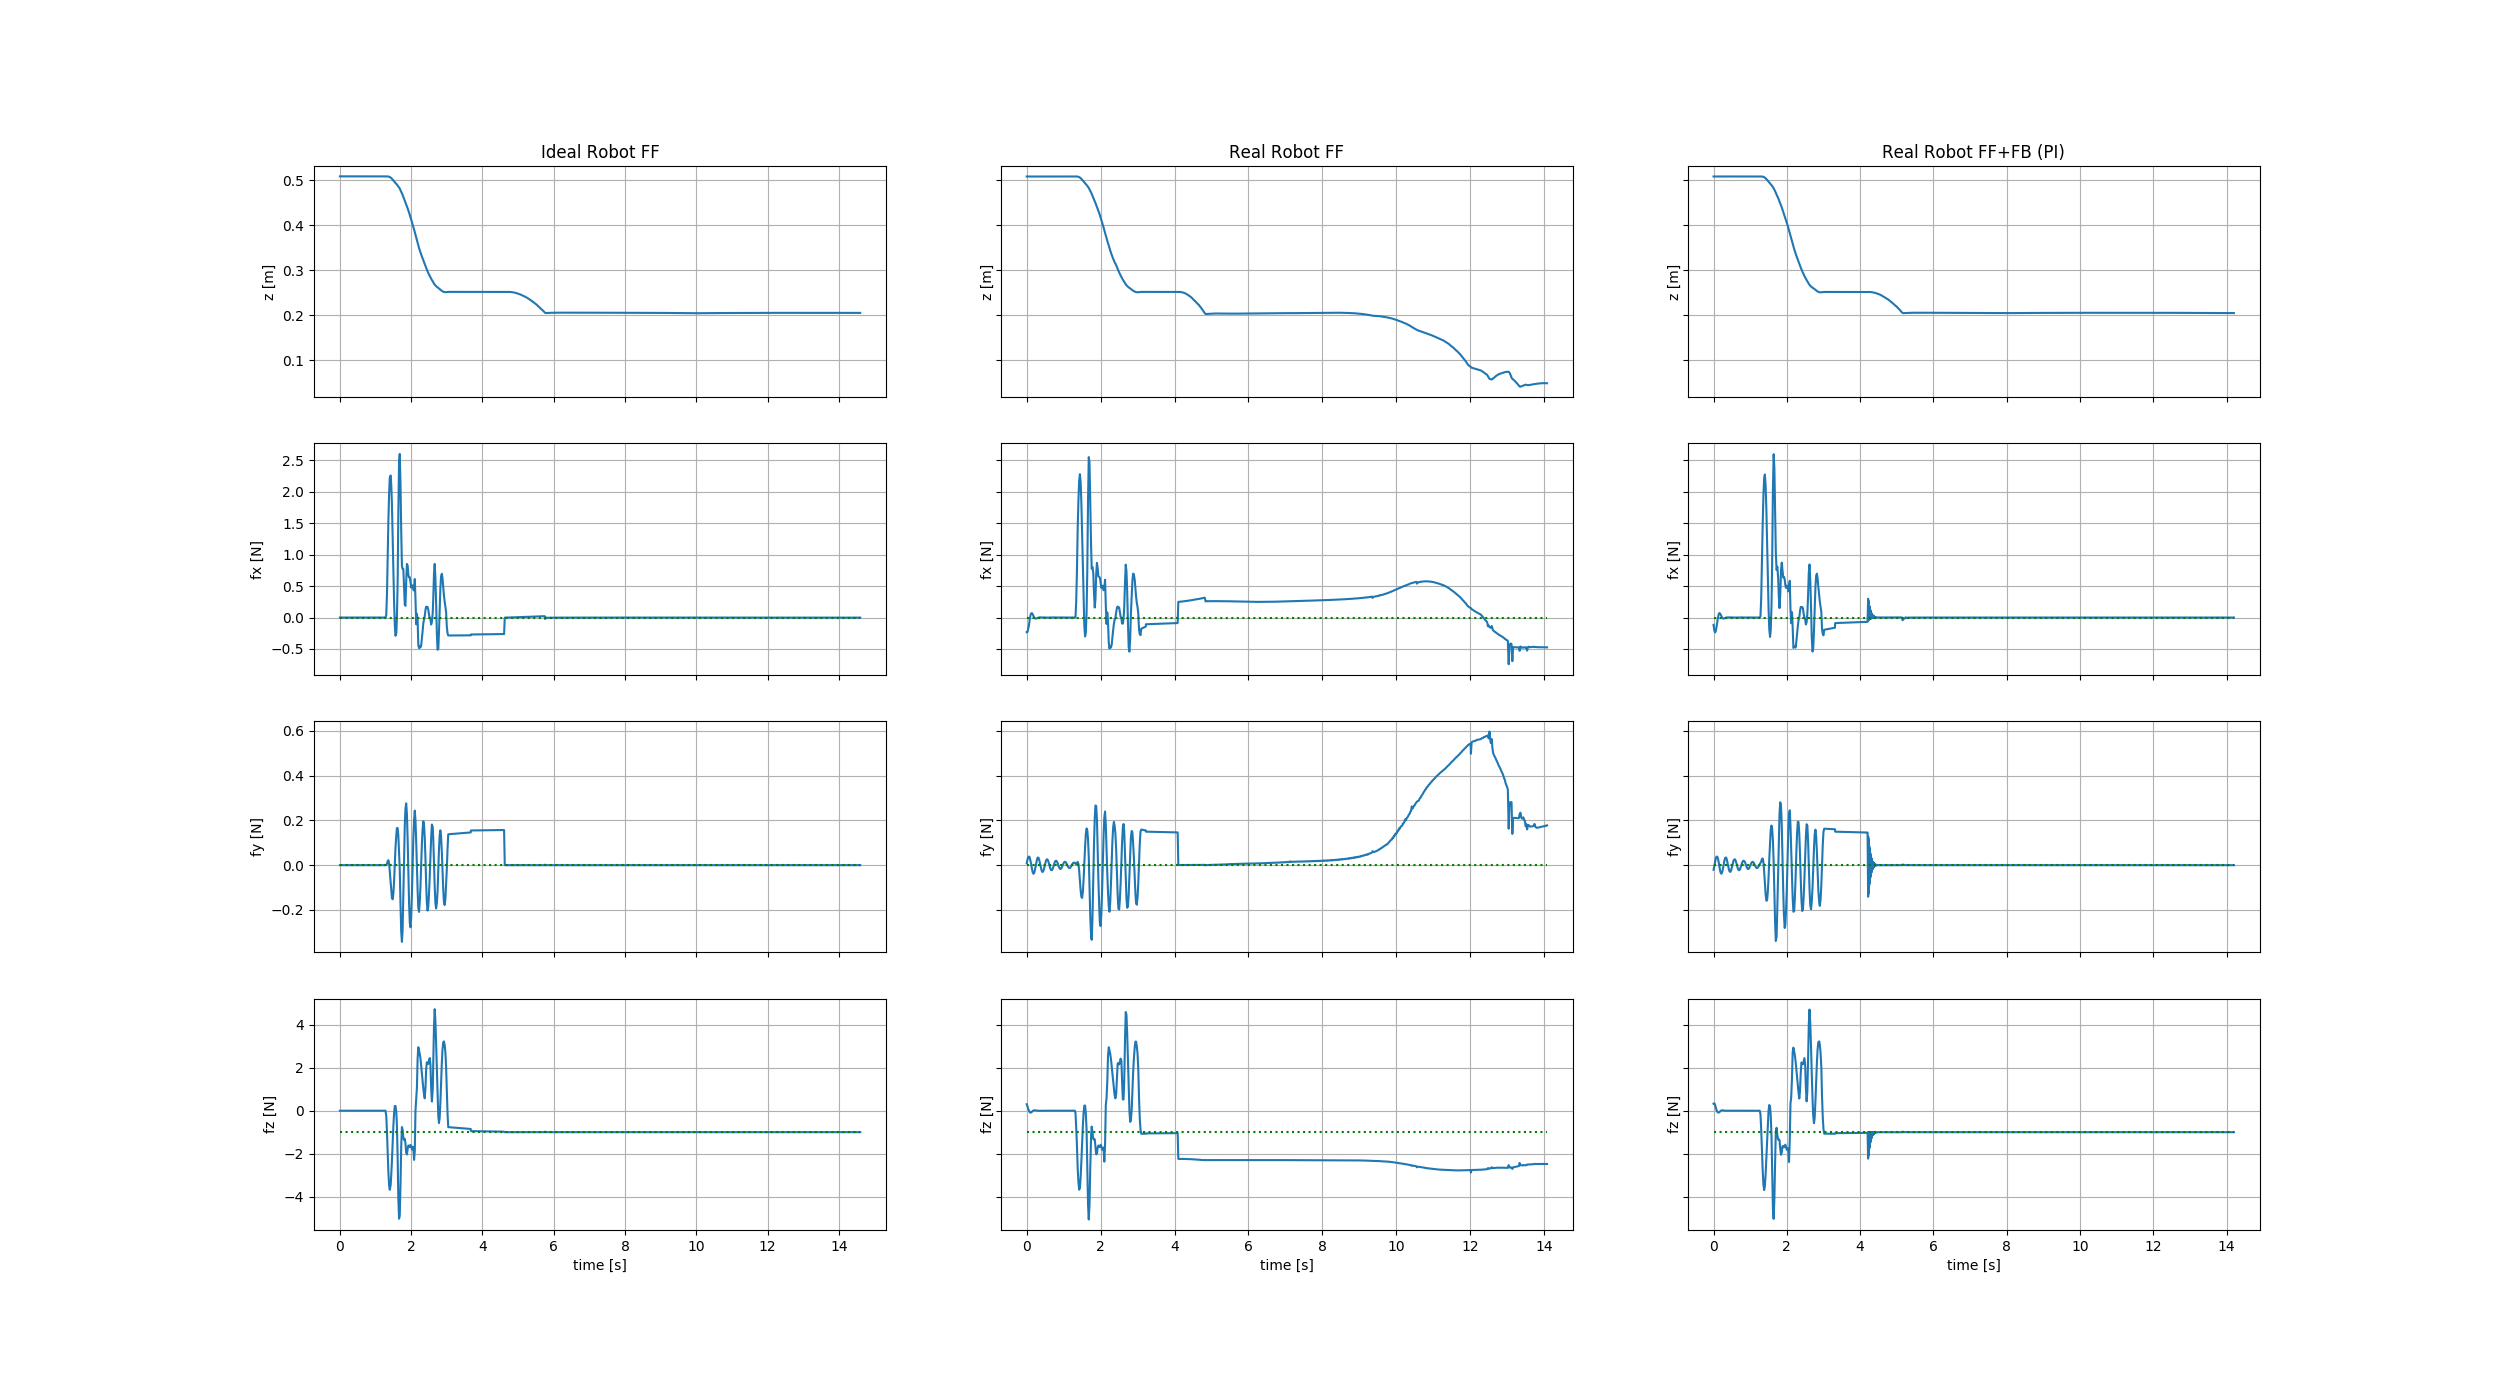 Ideal Robot FF
Real Robot FF
Real Robot FF+FB (PI)
0.5
0.4
0.3
0.2
0.1
z [m]
z [m]
z [m]
2.5
2.0
1.5
1.0
0.5
0.0
−0.5
fx [N]
fx [N]
fx [N]
0.6
0.4
0.2
0.0
−0.2
fy [N]
fy [N]
fy [N]
4
2
0
−2
−4
fz [N]
fz [N]
fz [N]
0 2 4 6 8 10 12 14
0 2 4 6 8 10 12 14
0 2 4 6 8 10 12 14
time [s]
time [s]
time [s]